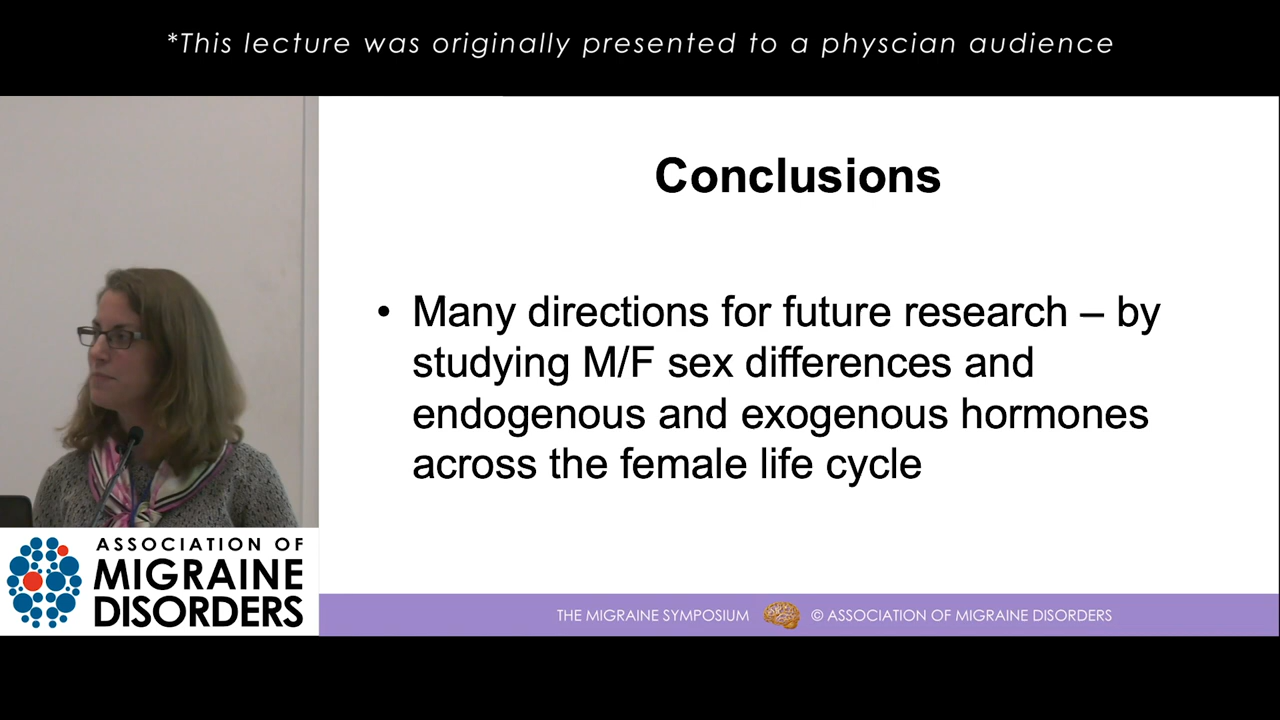 *This lecture was originally presented to a physcian audience
Conclusions
• Many directions for future research – by
studying M/F sex differences and
endogenous and exogenous hormones
across the female life cycle
ASSOCIATION OF
MIGRAINE
DISORDERS
THE MIGRAINE SYMPOSIUM © ASSOCIATION OF MIGRAINE DISORDERS